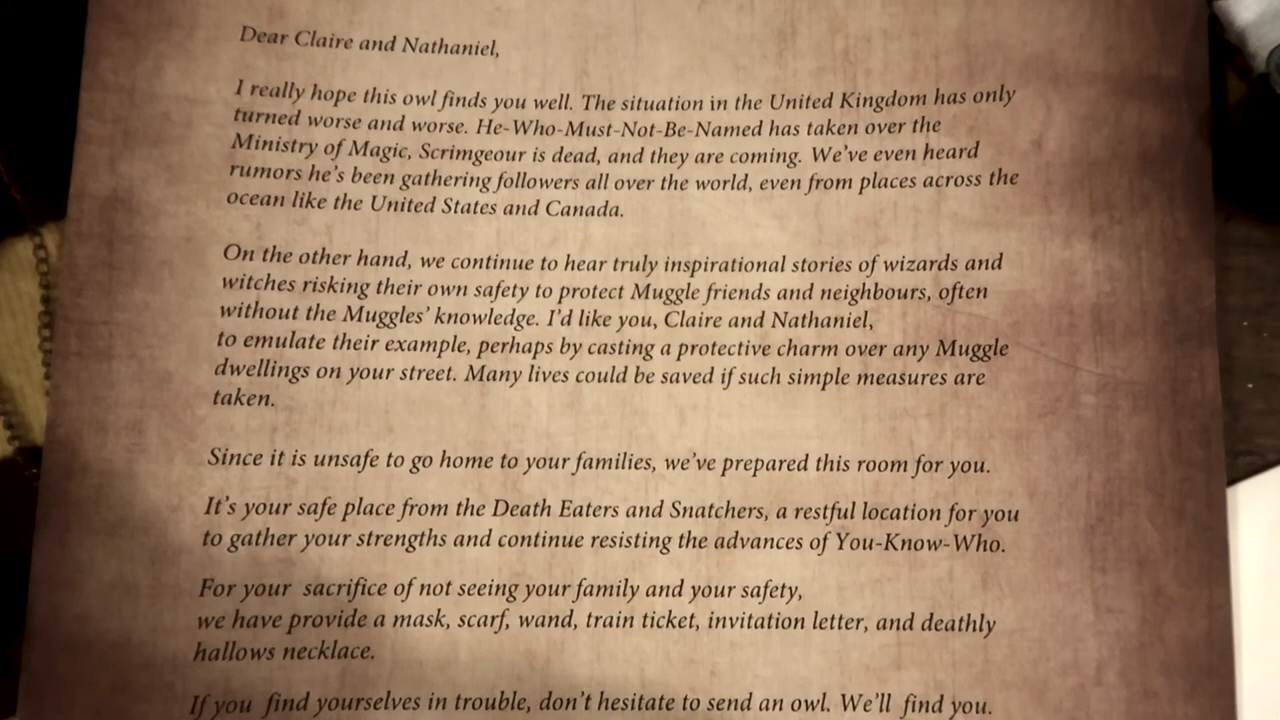 Dear Claire and Nathaniel,
I really hope this owl finds you well. The situation in the United Kingdom has only
turned worse and worse. He-Who-Must-Not-Be-Named has taken over the
Ministry of Magic, Scrimgeour is dead, and they are coming. We've even heard
rumors he's been gathering followers all over the world, even from places across the
ocean like the United States and Canada.
On the other hand, we continue to hear truly inspirational stories of wizards and
witches risking their own safety to protect Muggle friends and neighbours, often
without the Muggles' knowledge. I'd like you, Claire and Nathaniel,
to emulate their example, perhaps by casting a protective charm over any Muggle
dwellings on your street. Many lives could be saved if such simple measures are
taken.
Since it is unsafe to go home to your families, we've prepared this room for you.
It's your safe place from the Death Eaters and Snatchers, a restful location for you
to gather your strengths and continue resisting the advances of You-Know-Who.
For your sacrifice of not seeing your family and your safety,
we have provide a mask, scarf, wand, train ticket, invitation letter, and deathly
hallows necklace.
If you find yourselves in trouble, don't hesitate to send an owl. We'll find you.